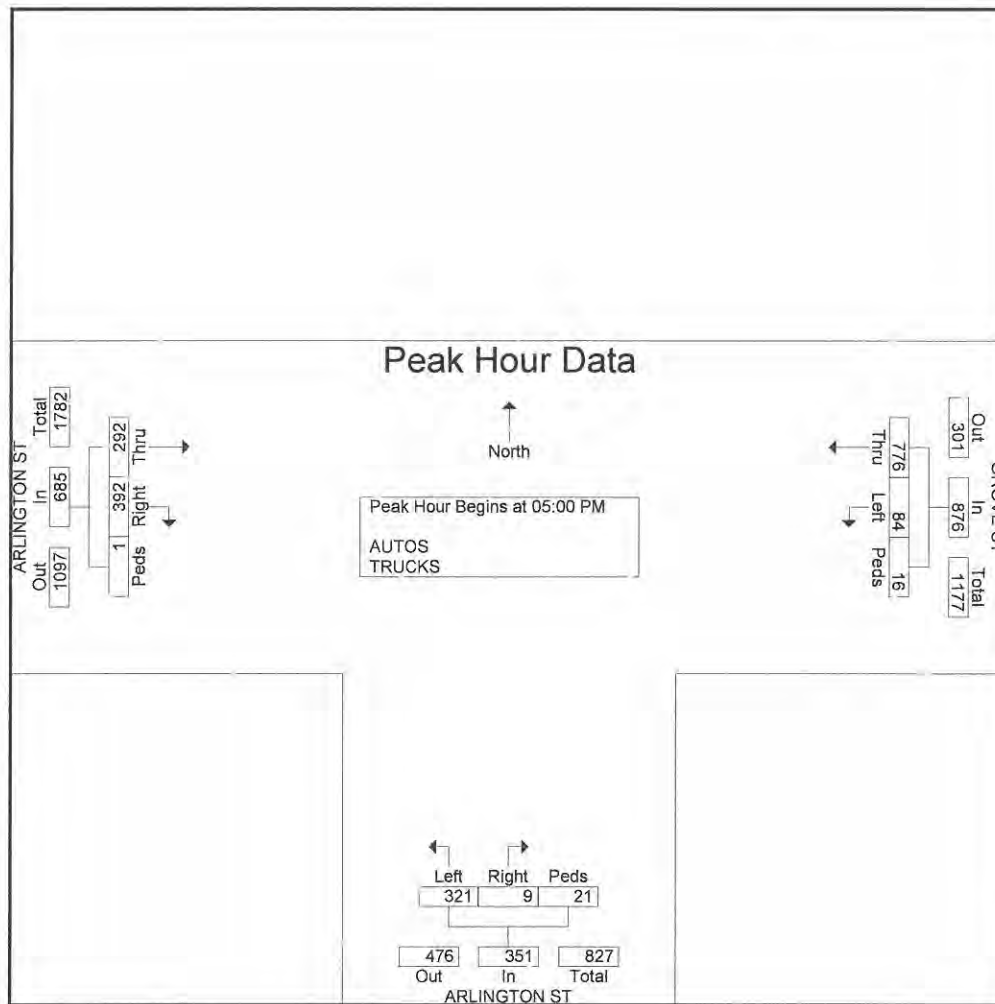 Peak Hour Data
North
Peak Hour Begins at 05:00 PM
AUTOS
TRUCKS
ARLINGTON ST
Out In Total
1097 685 1782
1 392 292
Peds Right Thru
Out In Total
301 876 1177
776 84 16
Thru Left Peds
Left Right Peds
321 9 21
476 351 827
Out In Total
ARLINGTON ST